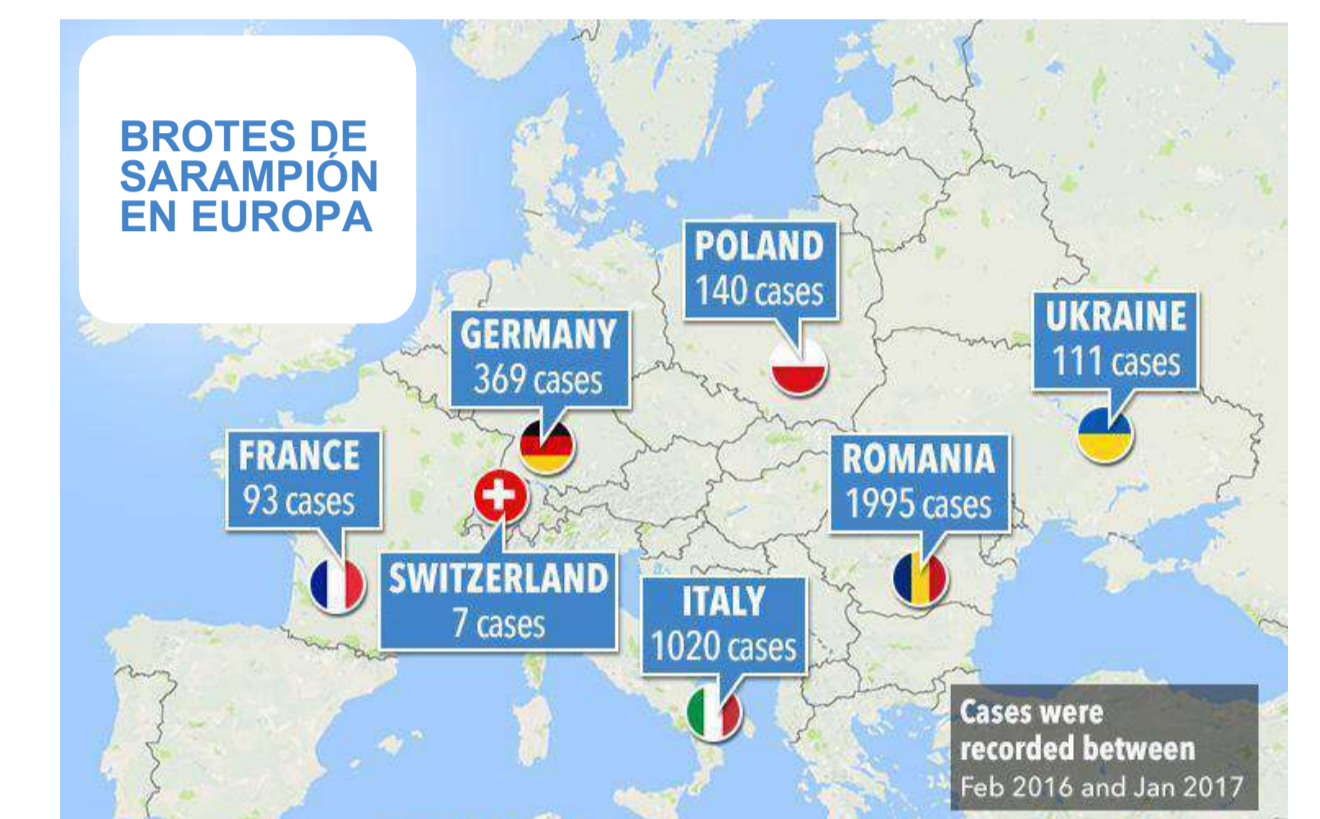 BROTES DE
SARAMPIÓN
EN EUROPA
POLAND
140 cases
UKRAINE
111 cases
GERMANY
369 cases
FRANCE
93 cases
ROMANIA
1995 cases
SWITZERLAND
7 cases
ITALY
1020 cases
Cases were
recorded between
Feb 2016 and Jan 2017